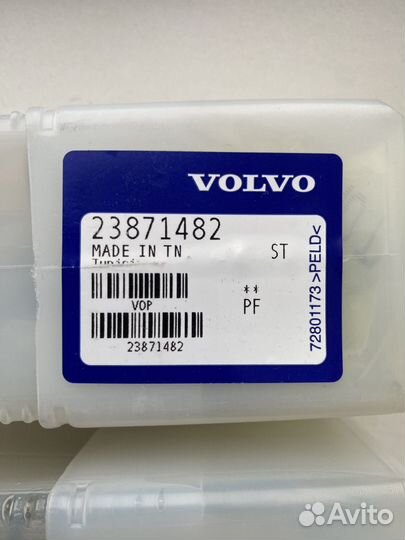 VOLVO
23871482
MADE IN TN
ST
VOP
**
PF
23871482
72801173 >PELD<
Avito